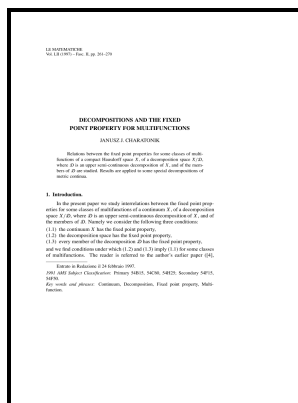 LE MATEMATICHE
Vol. LII (1997) – Fasc. II, pp. 261–270
DECOMPOSITIONS AND THE FIXED
POINT PROPERTY FOR MULTIFUNCTIONS
JANUSZ J. CHARATONIK
Relations between the fixed point properties for some classes of multi-
functions of a compact Hausdorff space X, of a decomposition space X/D,
where D is an upper semi-continuous decomposition of X, and of the mem-
bers of D are studied. Results are applied to some special decompositions of
metric continua.
1. Introduction.
In the present paper we study interrelations between the fixed point prop-
erties for some classes of multifunctions of a continuum X, of a decomposition
space X/D, where D is an upper semi-continuous decomposition of X, and of
the members of D. Namely we consider the following three conditions:
(1.1) the continuum X has the fixed point property,
(1.2) the decomposition space has the fixed point property,
(1.3) every member of the decomposition D has the fixed point property,
and we find conditions under which (1.2) and (1.3) imply (1.1) for some classes
of multifunctions. The reader is referred to the author's earlier paper ([4],
Entrato in Redazione il 24 febbraio 1997.
1991 AMS Subject Classification: Primary 54B15, 54C60, 54H25; Secondary 54F15,
54F50.
Key words and phrases: Continuum, Decomposition, Fixed point property, Multi-
function.